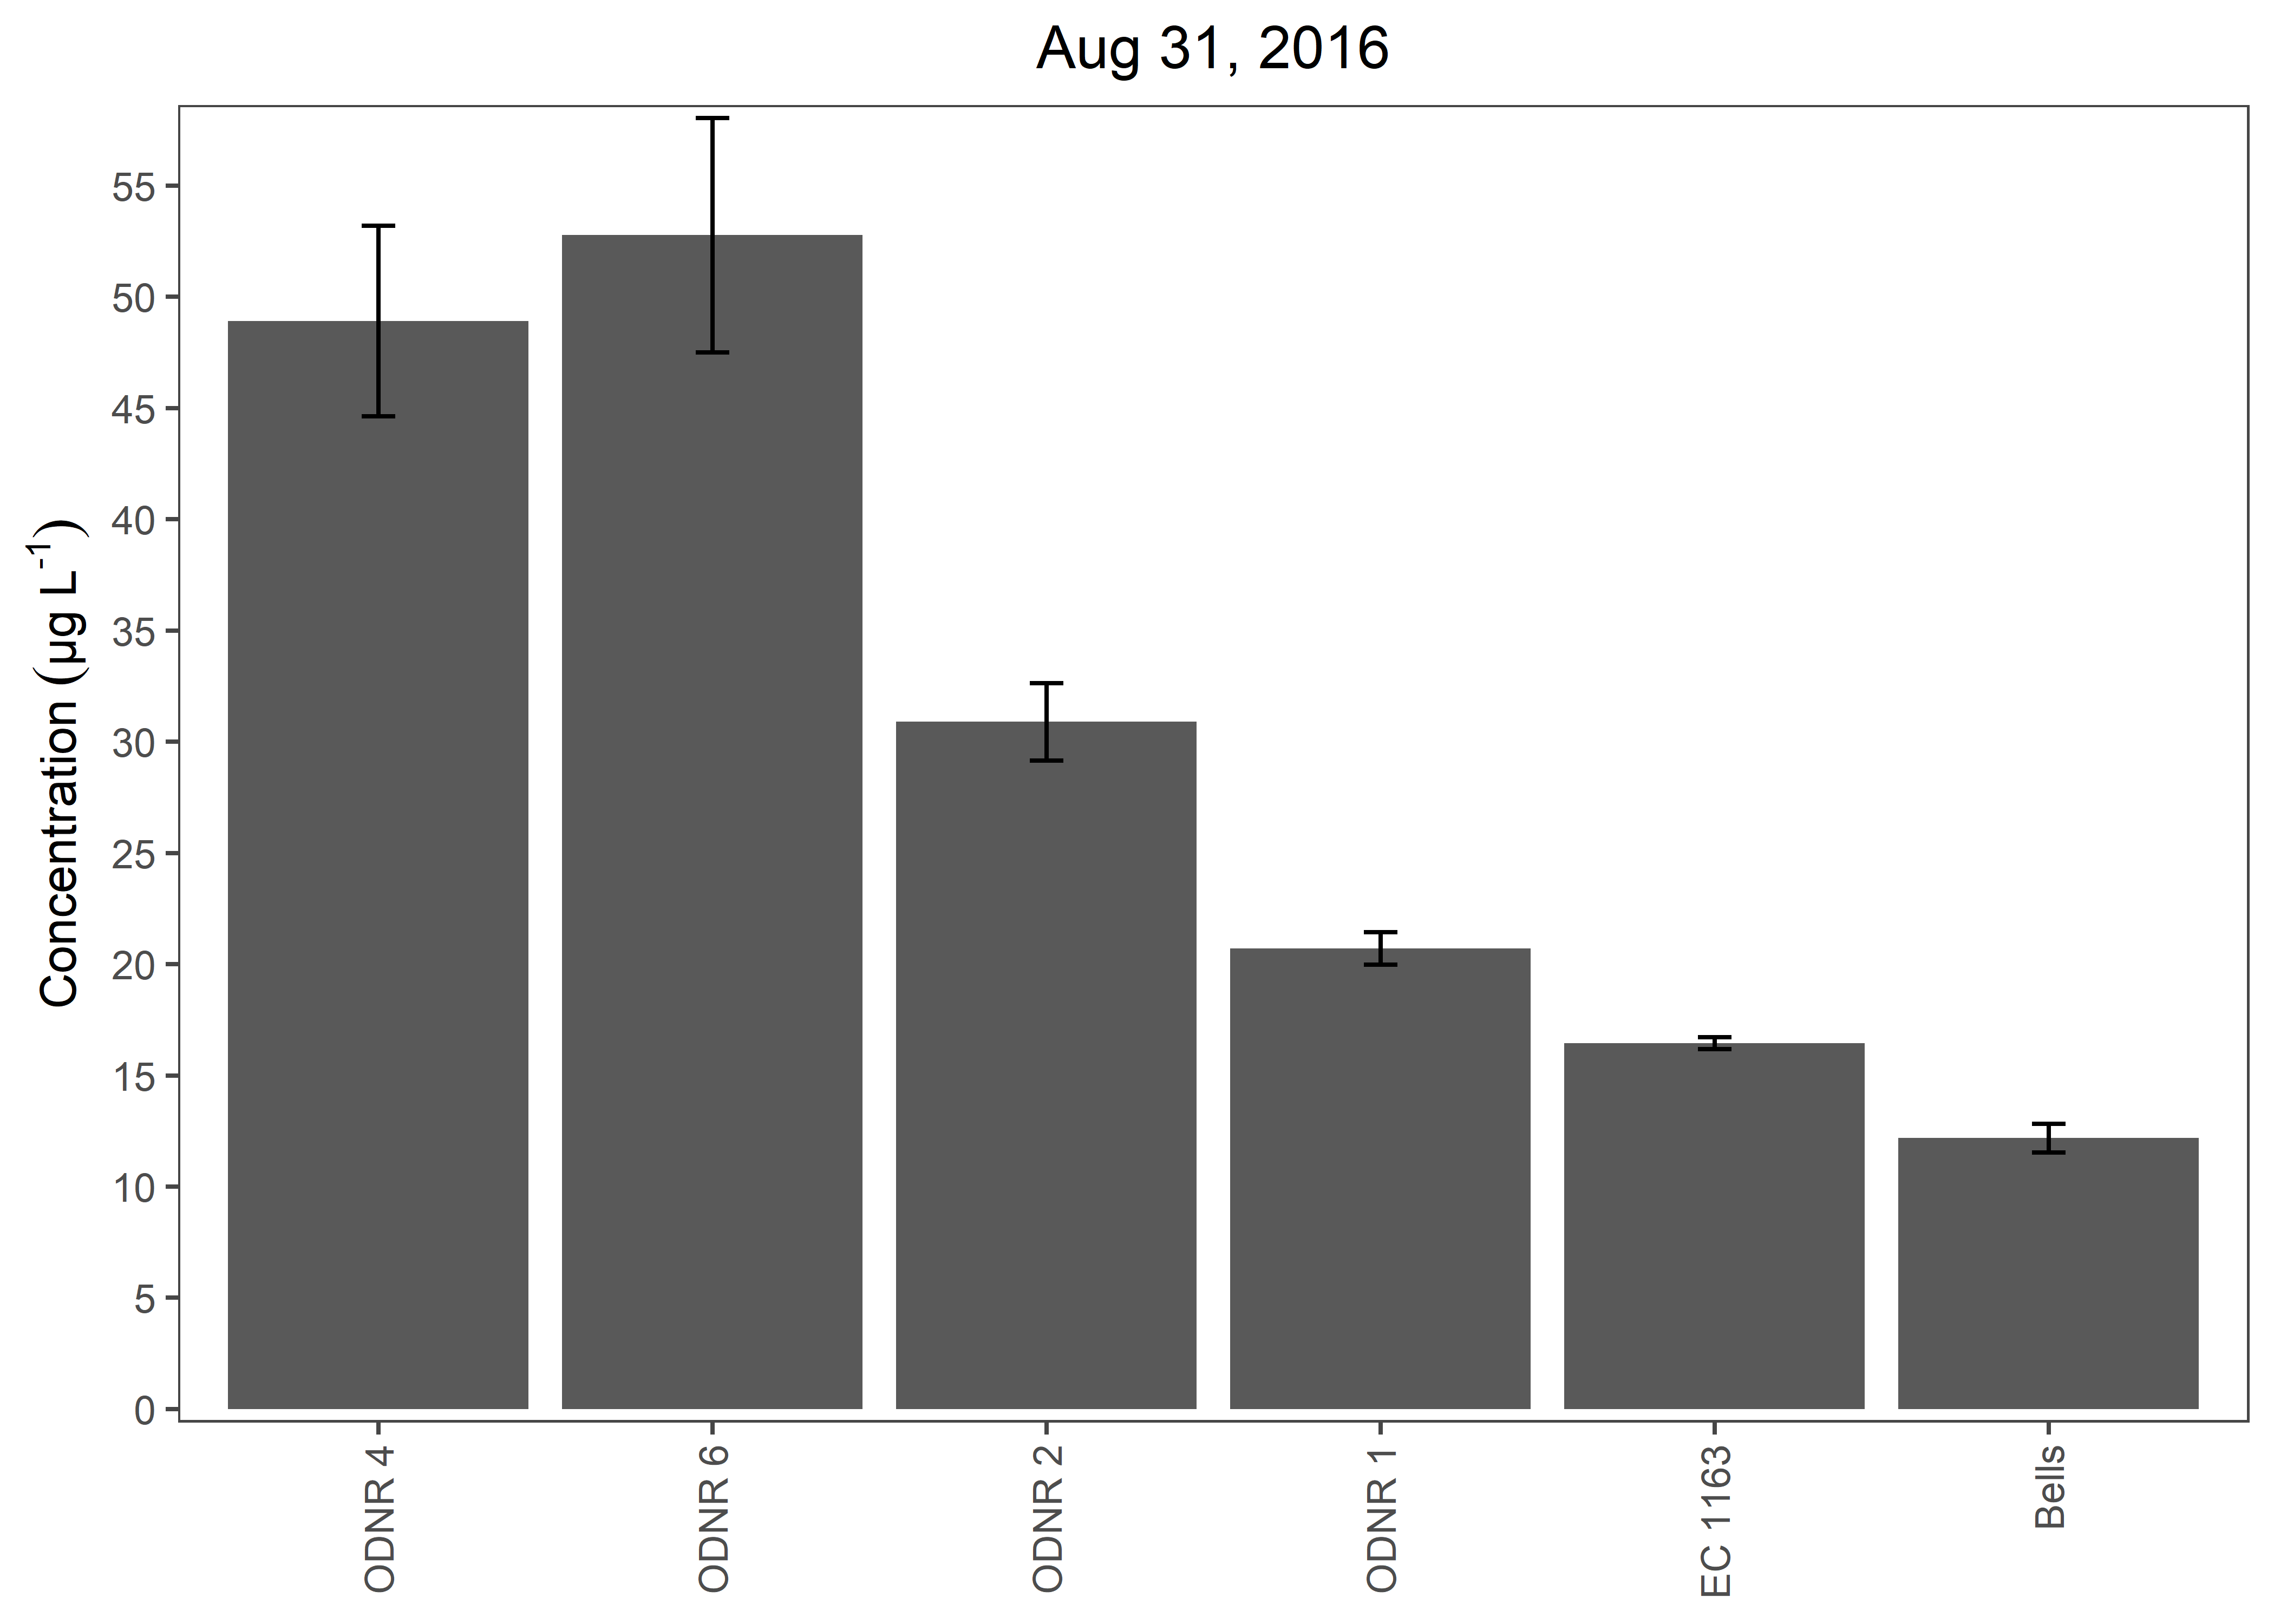 Aug 31, 2016
Concentration (µg L⁻¹)
55
50
45
40
35
30
25
20
15
10
5
0
ODNR 4
ODNR 6
ODNR 2
ODNR 1
EC 1163
Bells